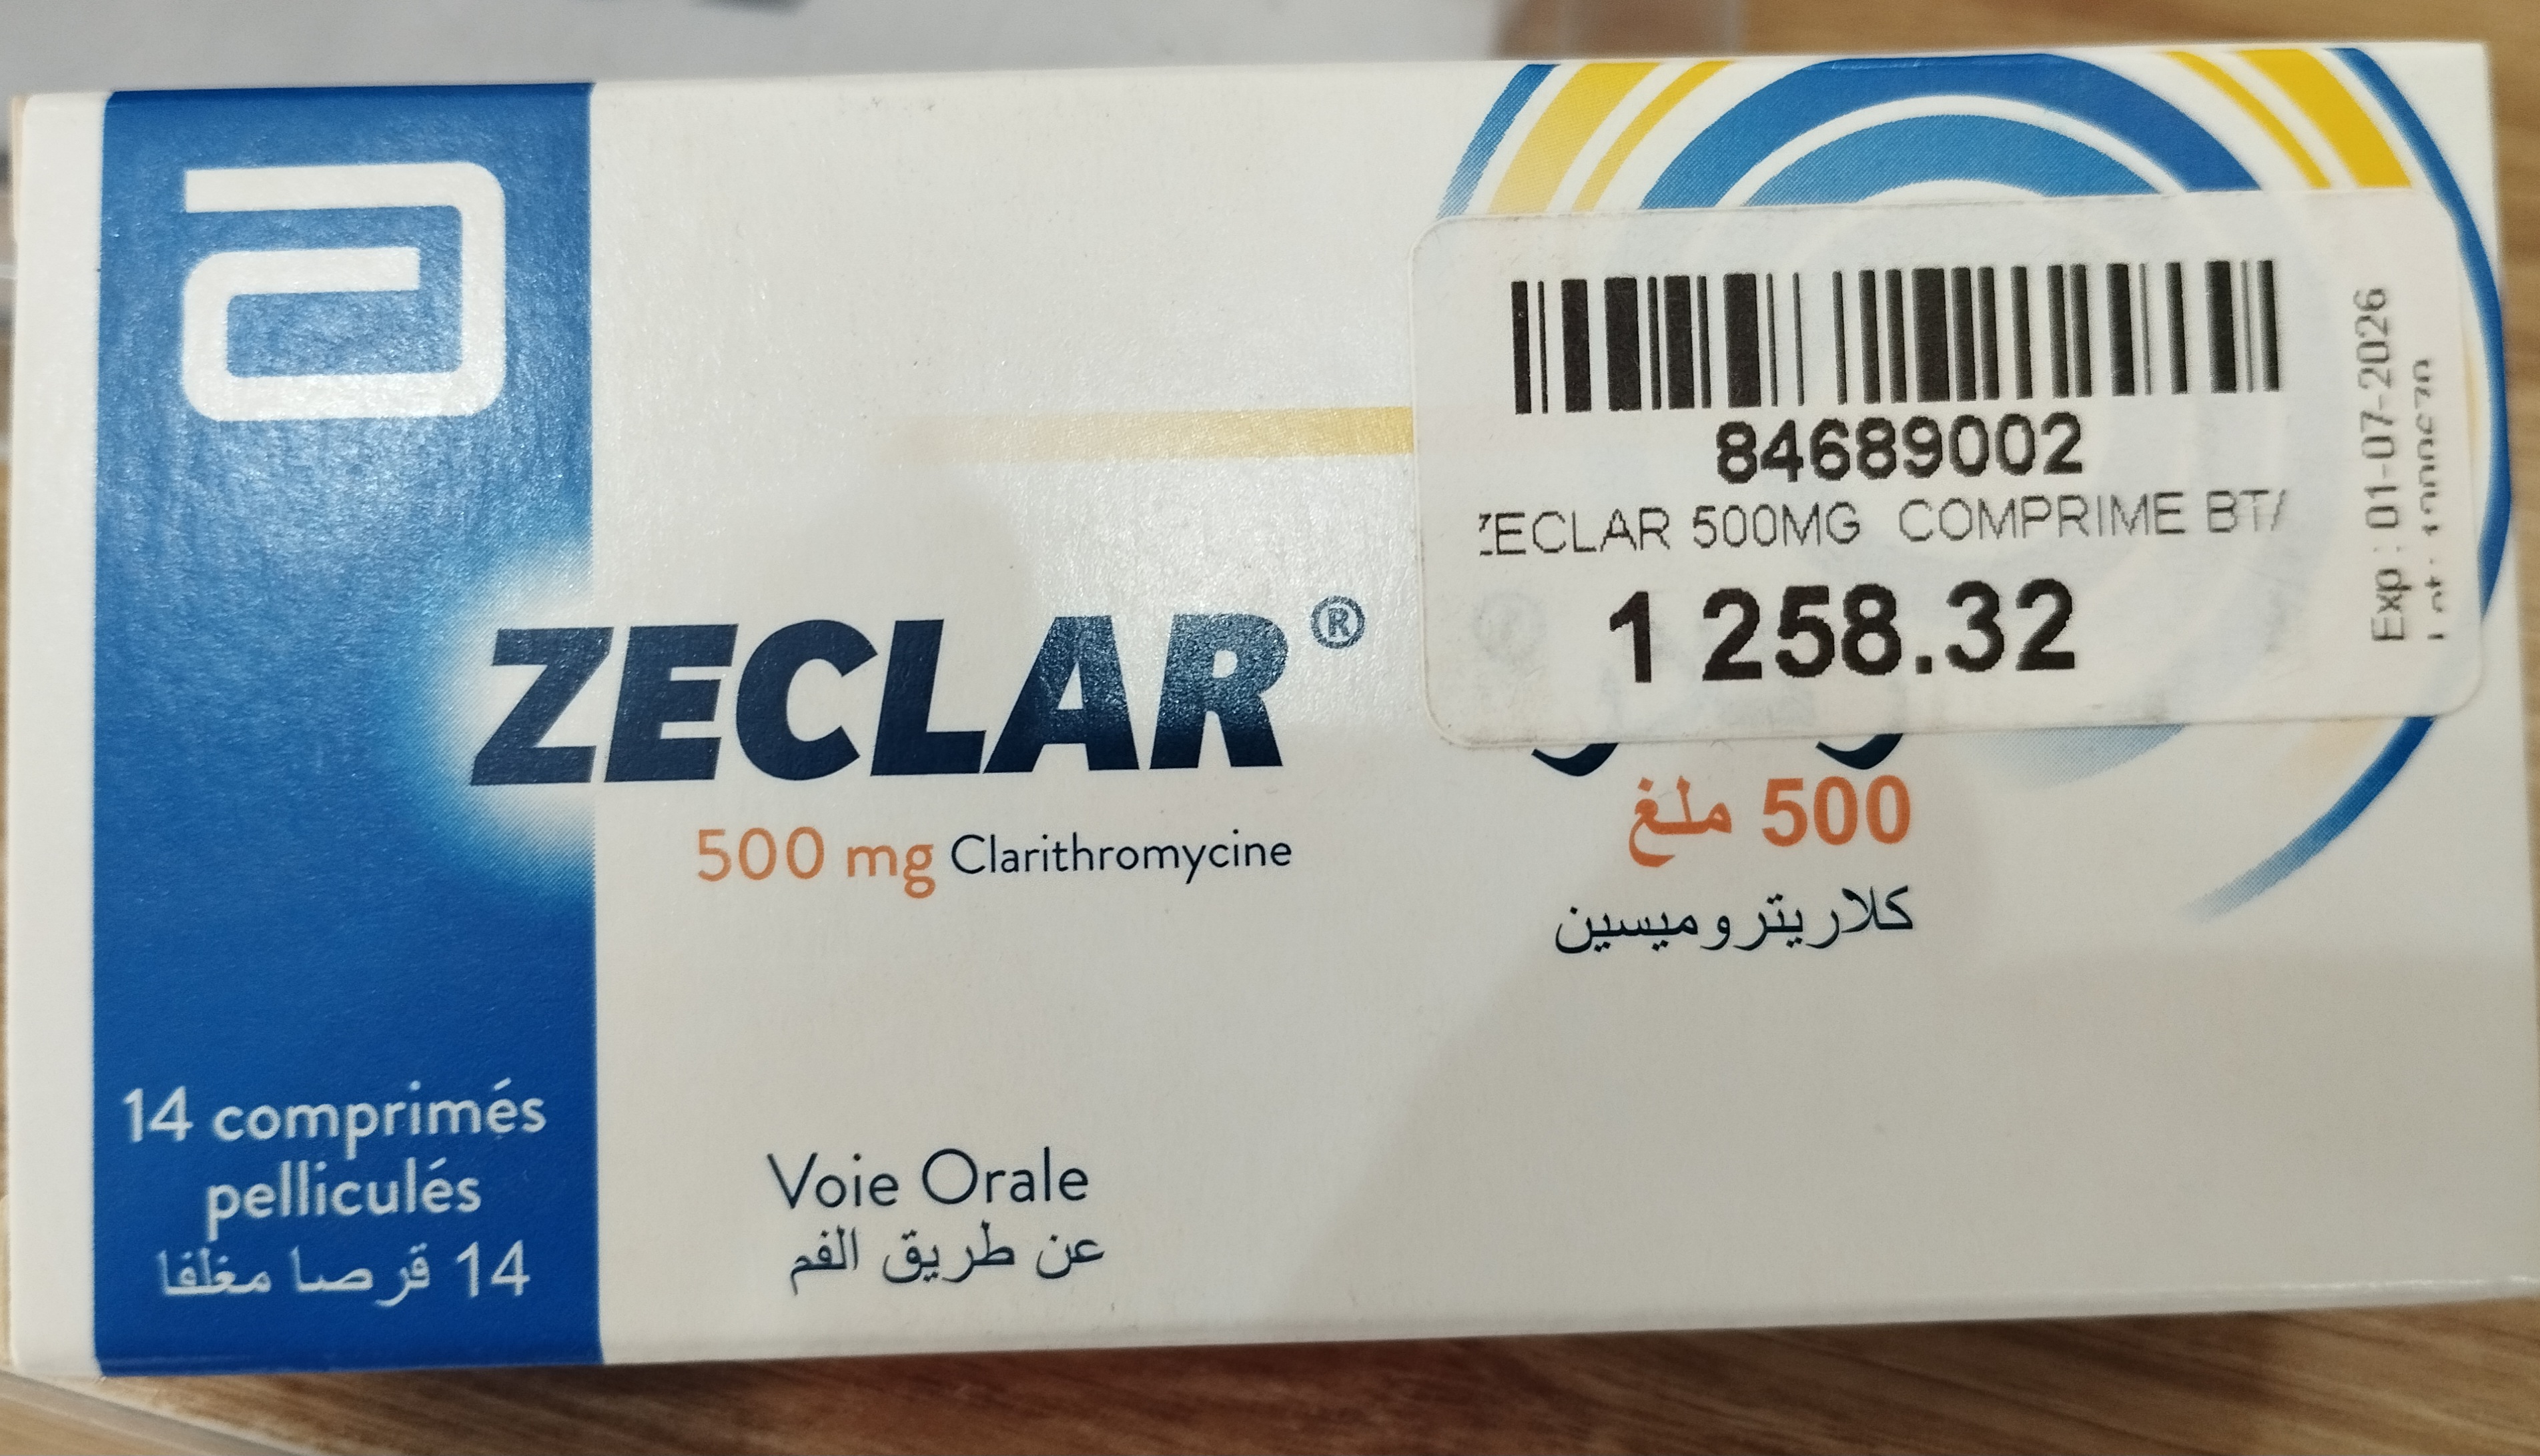 84689002
ZECLAR 500MG COMPRIME BT/
1 258.32
Exp : 01-07-2026
ZECLAR®
500 mg Clarithromycine
500 ملغ
كلاريتروميسين
14 comprimés
pelliculés
14 قرصا مغلفا
Voie Orale
عن طريق الفم